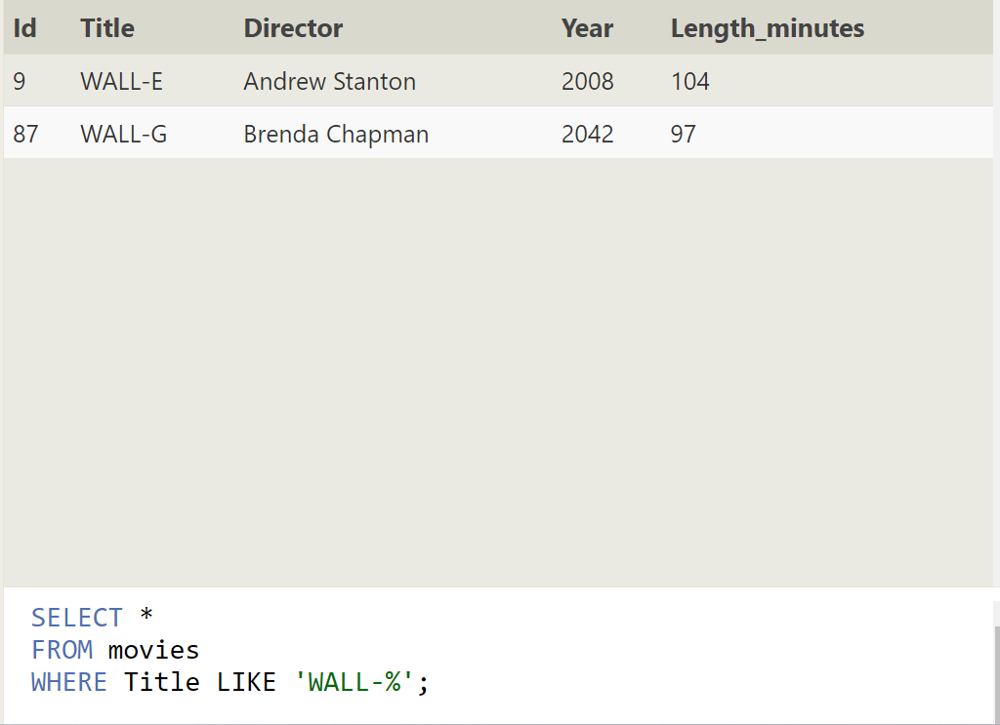 Id Title Director Year Length_minutes
9 WALL-E Andrew Stanton 2008 104
87 WALL-G Brenda Chapman 2042 97
SELECT *
FROM movies
WHERE Title LIKE 'WALL-%';